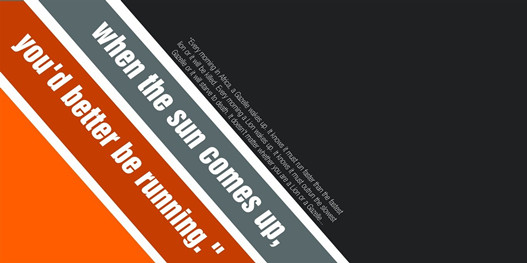 "Every morning in Africa, a Gazelle wakes up. It knows it must run faster than the fastest
lion or it will be killed. Every morning a Lion wakes up. It knows it must outrun the slowest
Gazelle or it will starve to death. It doesn't matter whether you are a Lion or a Gazelle...
when the sun comes up,
you'd better be running."